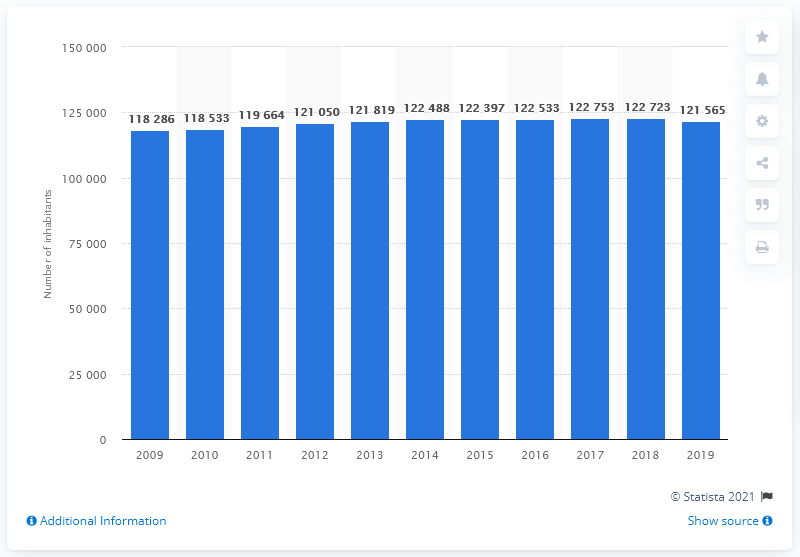 150 000
125 000
100 000
75 000
50 000
25 000
0
Number of inhabitants
118 286 118 533 119 664 121 050 121 819 122 488 122 397 122 533 122 753 122 723 121 565
2009 2010 2011 2012 2013 2014 2015 2016 2017 2018 2019
© Statista 2021
Additional Information
Show source